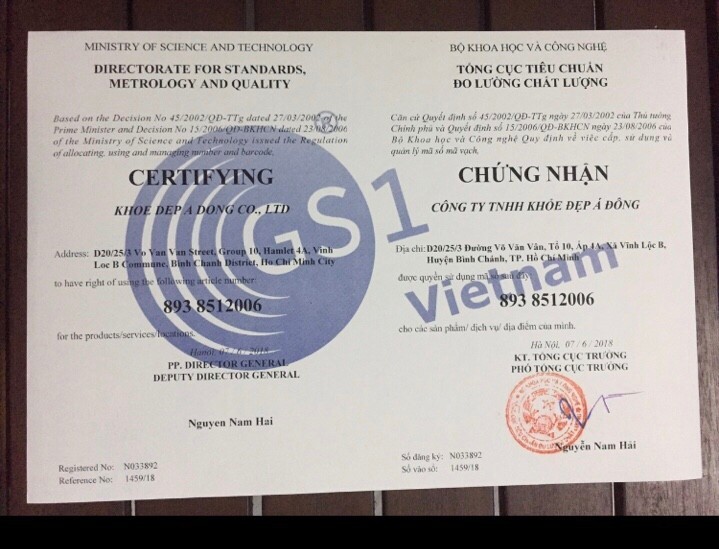 MINISTRY OF SCIENCE AND TECHNOLOGY
DIRECTORATE FOR STANDARDS,
METROLOGY AND QUALITY
Based on the Decision No 45/2002/QĐ-TTg dated 27/03/2002 of the
Prime Minister and Decision No 15/2006/QĐ-BKHCN dated 23/08/2006
of the Ministry of Science and Technology issued the Regulation
of allocating, using and managing number and barcode.
CERTIFYING
KHOE DEP A DONG CO., LTD
Address: D20/25/3 Vo Van Van Street, Group 10, Hamlet 4A, Vinh
Loc B Commune, Binh Chanh District, Ho Chi Minh City
to have right of using the following article number:
893 8512006
for the products/services/locations.
Hanoi, 07/6/2018
PP. DIRECTOR GENERAL
DEPUTY DIRECTOR GENERAL
Nguyen Nam Hai
Registered No: N033892
Reference No: 1459/18
BỘ KHOA HỌC VÀ CÔNG NGHỆ
TỔNG CỤC TIÊU CHUẨN
ĐO LƯỜNG CHẤT LƯỢNG
Căn cứ Quyết định số 45/2002/QĐ-TTg ngày 27/03/2002 của Thủ tướng
Chính phủ và Quyết định số 15/2006/QĐ-BKHCN ngày 23/08/2006 của
Bộ Khoa học và Công nghệ Quy định về việc cấp, sử dụng và
quản lý mã số mã vạch.
CHỨNG NHẬN
CÔNG TY TNHH KHỎE ĐẸP Á ĐÔNG
Địa chỉ: D20/25/3 Đường Võ Văn Vân, Tổ 10, Ấp 4A, Xã Vĩnh Lộc B,
Huyện Bình Chánh, TP. Hồ Chí Minh
được quyền sử dụng mã số sau đây:
893 8512006
cho các sản phẩm/ dịch vụ/ địa điểm của mình.
Hà Nội, 07/6/2018
KT. TỔNG CỤC TRƯỞNG
PHÓ TỔNG CỤC TRƯỞNG
Nguyễn Nam Hải
Số đăng ký: N033892
Số vào sổ: 1459/18
GS1
®
Vietnam